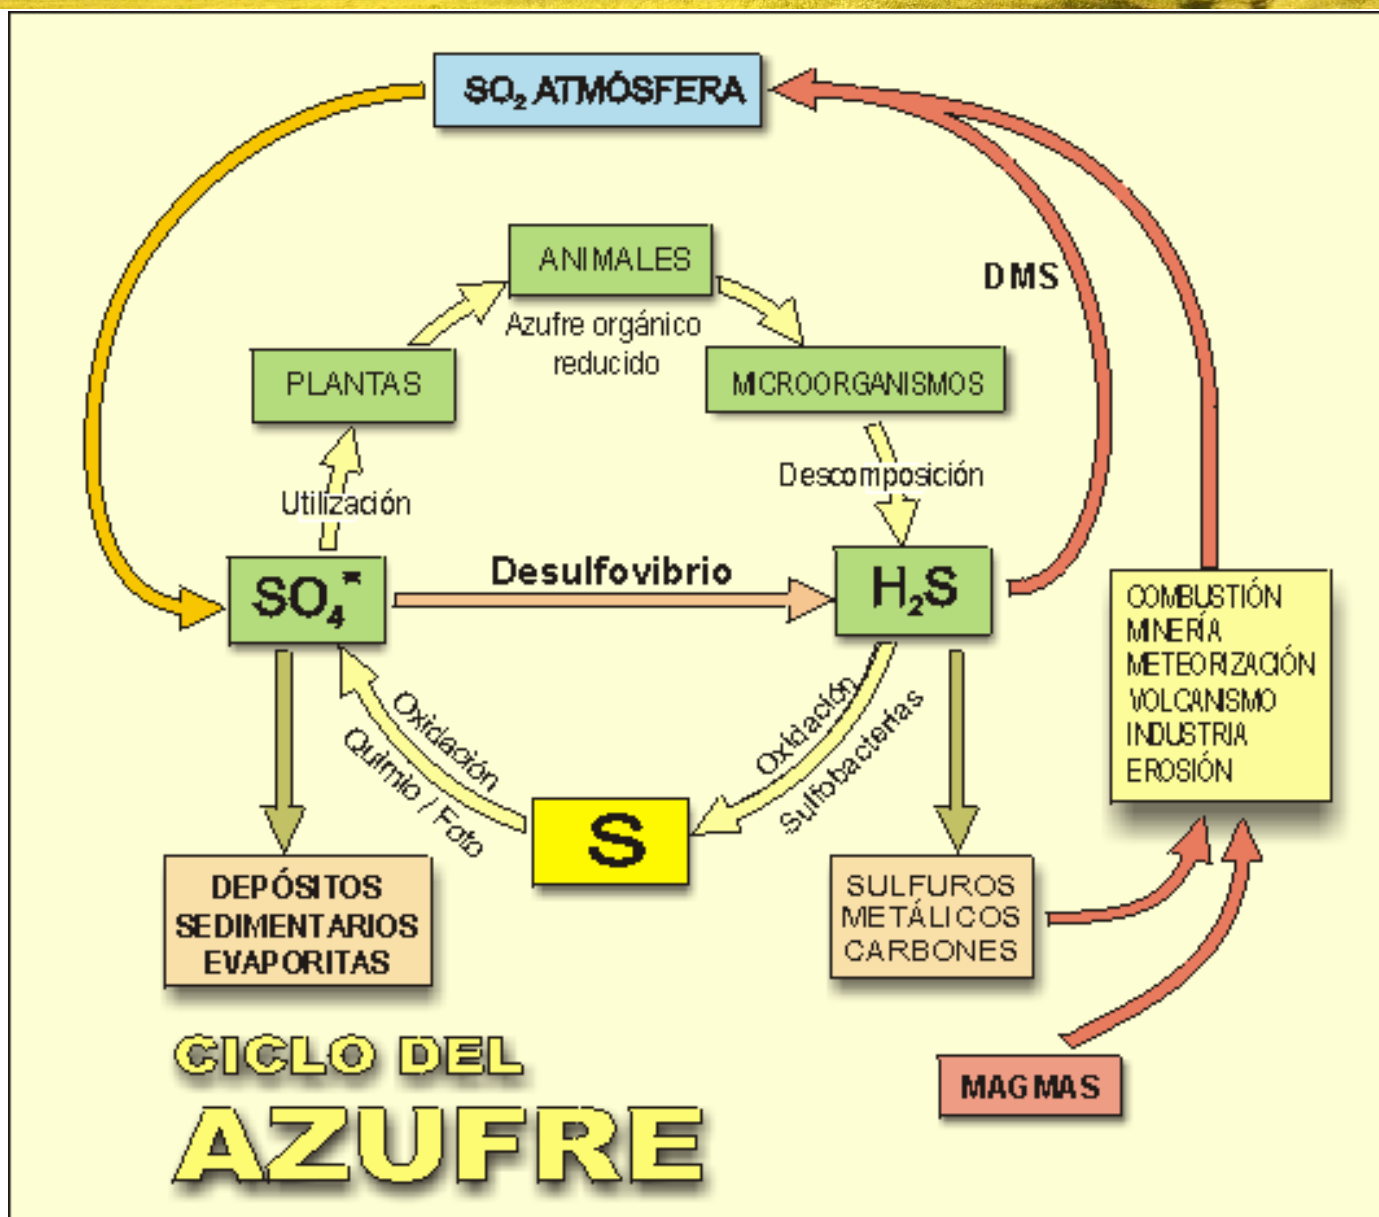 SO₂ ATMÓSFERA
ANIMALES
DMS
Azufre orgánico
reducido
PLANTAS
MICROORGANISMOS
Utilización
Descomposición
SO₄⁼
Desulfovibrio
H₂S
COMBUSTIÓN
MINERÍA
METEORIZACIÓN
VOLCANISMO
INDUSTRIA
EROSIÓN
Oxidación
Quimio / Foto
Oxidación
Sulfobacterias
S
DEPÓSITOS
SEDIMENTARIOS
EVAPORITAS
SULFUROS
METÁLICOS
CARBONES
MAGMAS
CICLO DEL
AZUFRE